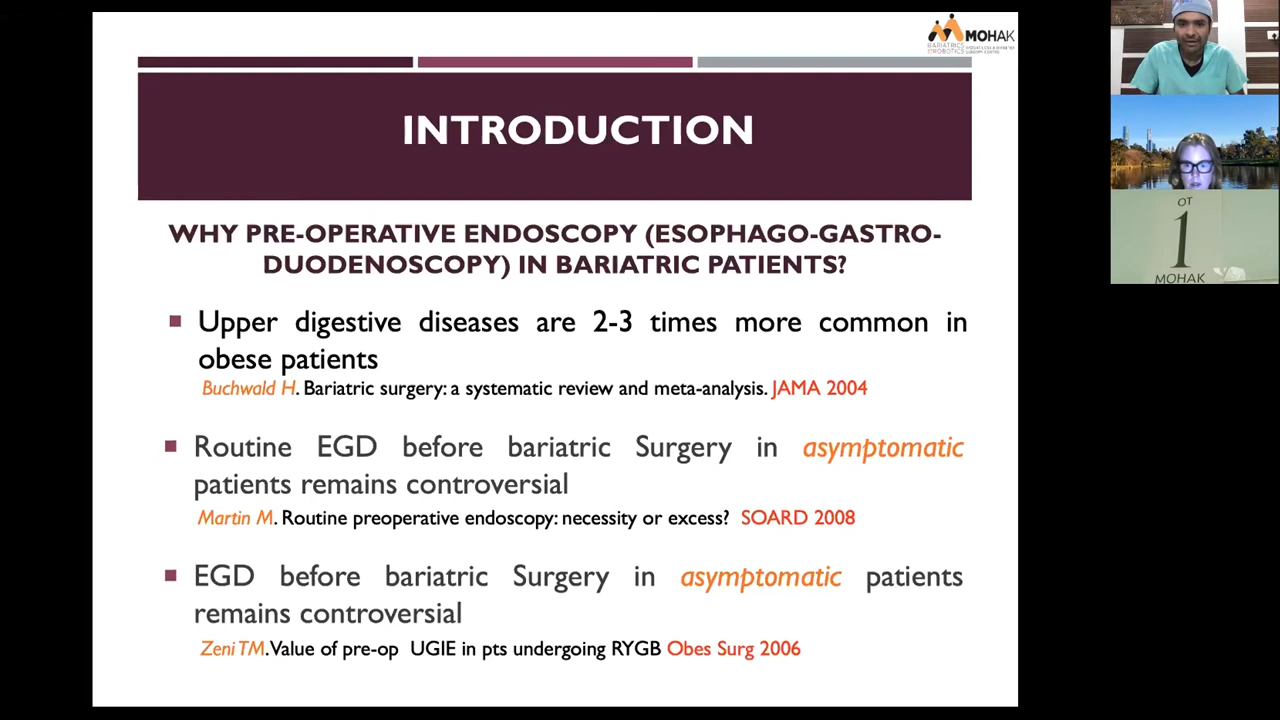 MOHAK
BARIATRICS
INTRODUCTION
WHY PRE-OPERATIVE ENDOSCOPY (ESOPHAGO-GASTRO-
DUODENOSCOPY) IN BARIATRIC PATIENTS?
Upper digestive diseases are 2-3 times more common in
obese patients
Buchwald H. Bariatric surgery: a systematic review and meta-analysis. JAMA 2004
Routine EGD before bariatric Surgery in asymptomatic
patients remains controversial
Martin M. Routine preoperative endoscopy: necessity or excess? SOARD 2008
EGD before bariatric Surgery in asymptomatic patients
remains controversial
Zeni TM. Value of pre-op UGIE in pts undergoing RYGB Obes Surg 2006
OT
1
MOHAK